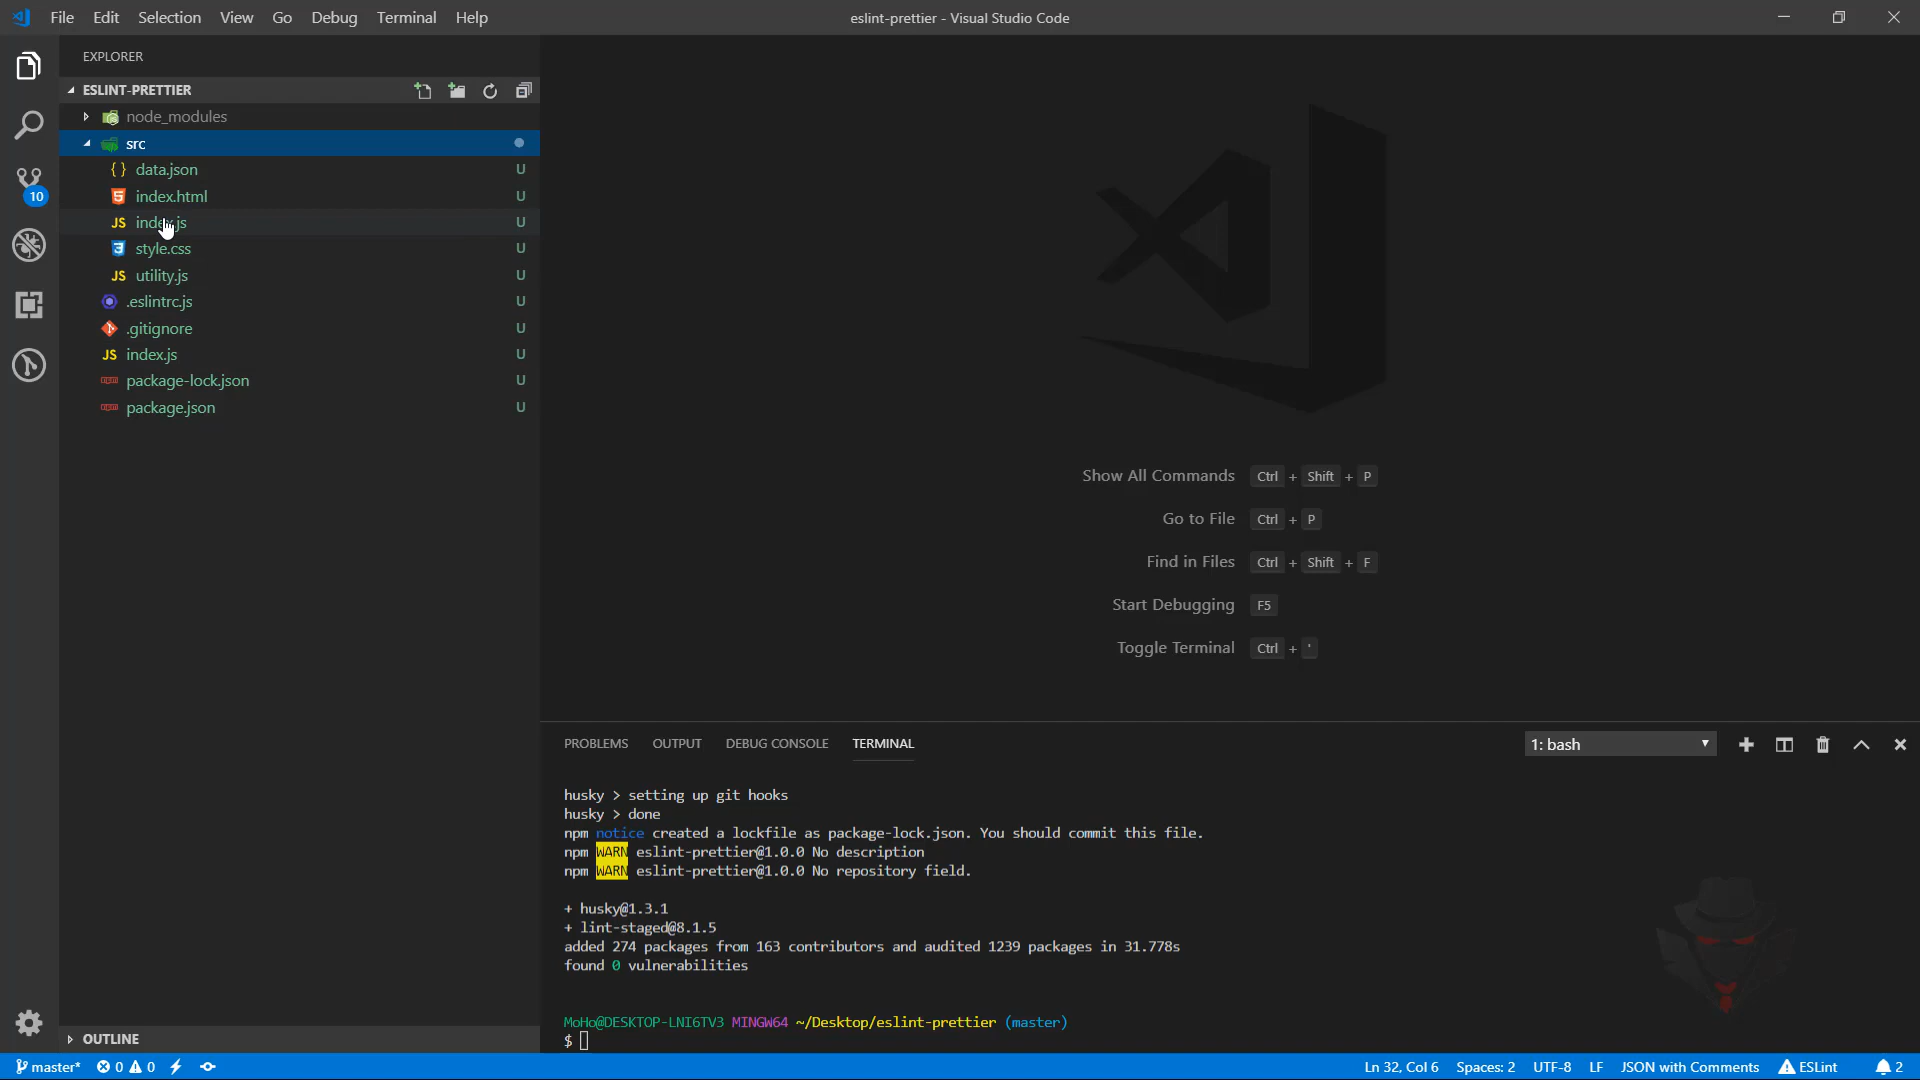 File Edit Selection View Go Debug Terminal Help
eslint-prettier - Visual Studio Code
EXPLORER
ESLINT-PRETTIER
node_modules
src
data.json U
index.html U
index.js U
style.css U
utility.js U
.eslintrc.js U
.gitignore U
index.js U
package-lock.json U
package.json U
10
OUTLINE
Show All Commands Ctrl + Shift + P
Go to File Ctrl + P
Find in Files Ctrl + Shift + F
Start Debugging F5
Toggle Terminal Ctrl + '
PROBLEMS OUTPUT DEBUG CONSOLE TERMINAL
1: bash
husky > setting up git hooks
husky > done
npm notice created a lockfile as package-lock.json. You should commit this file.
npm WARN eslint-prettier@1.0.0 No description
npm WARN eslint-prettier@1.0.0 No repository field.
+ husky@1.3.1
+ lint-staged@8.1.5
added 274 packages from 163 contributors and audited 1239 packages in 31.778s
found 0 vulnerabilities
MoHo@DESKTOP-LNI6TV3 MINGW64 ~/Desktop/eslint-prettier (master)
$
master* 0 0 Ln 32, Col 6 Spaces: 2 UTF-8 LF JSON with Comments ESLint 2